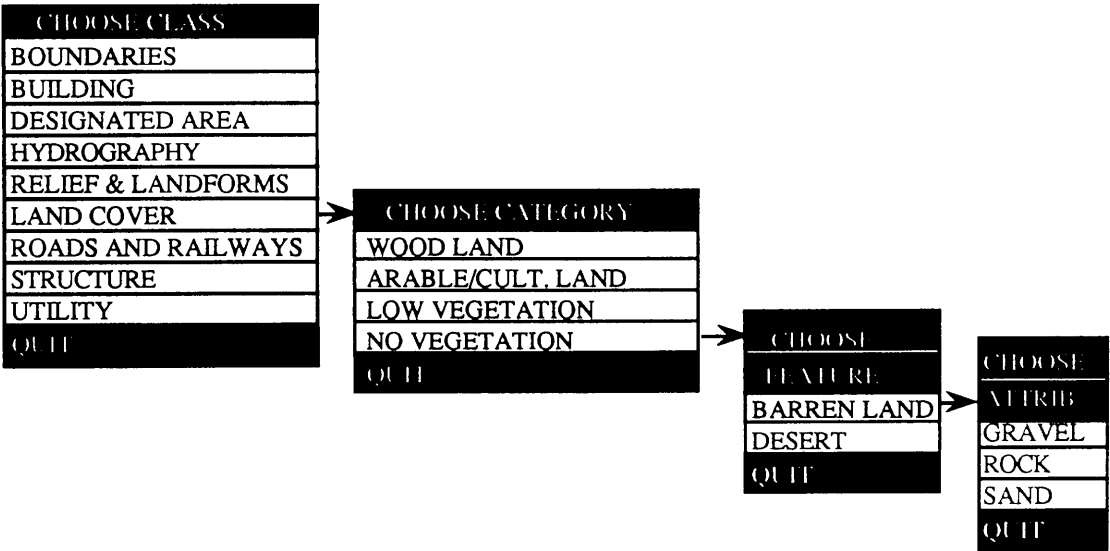 CHOOSE CLASS
BOUNDARIES
BUILDING
DESIGNATED AREA
HYDROGRAPHY
RELIEF & LANDFORMS
LAND COVER
ROADS AND RAILWAYS
STRUCTURE
UTILITY
QUIT
CHOOSE CATEGORY
WOOD LAND
ARABLE/CULT. LAND
LOW VEGETATION
NO VEGETATION
QUIT
CHOOSE
FEATURE
BARREN LAND
DESERT
QUIT
CHOOSE
ATTRIB
GRAVEL
ROCK
SAND
QUIT